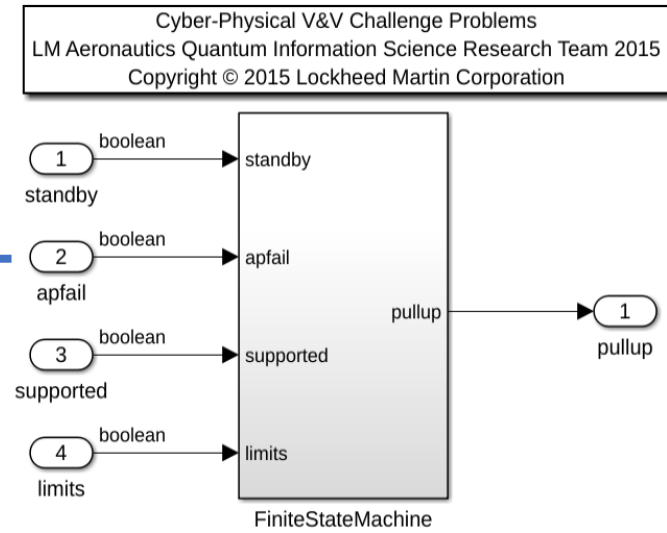 Cyber-Physical V&V Challenge Problems
LM Aeronautics Quantum Information Science Research Team 2015
Copyright © 2015 Lockheed Martin Corporation
boolean
1
standby
standby
boolean
2
apfail
apfail
pullup
1
pullup
boolean
3
supported
supported
boolean
4
limits
limits
FiniteStateMachine